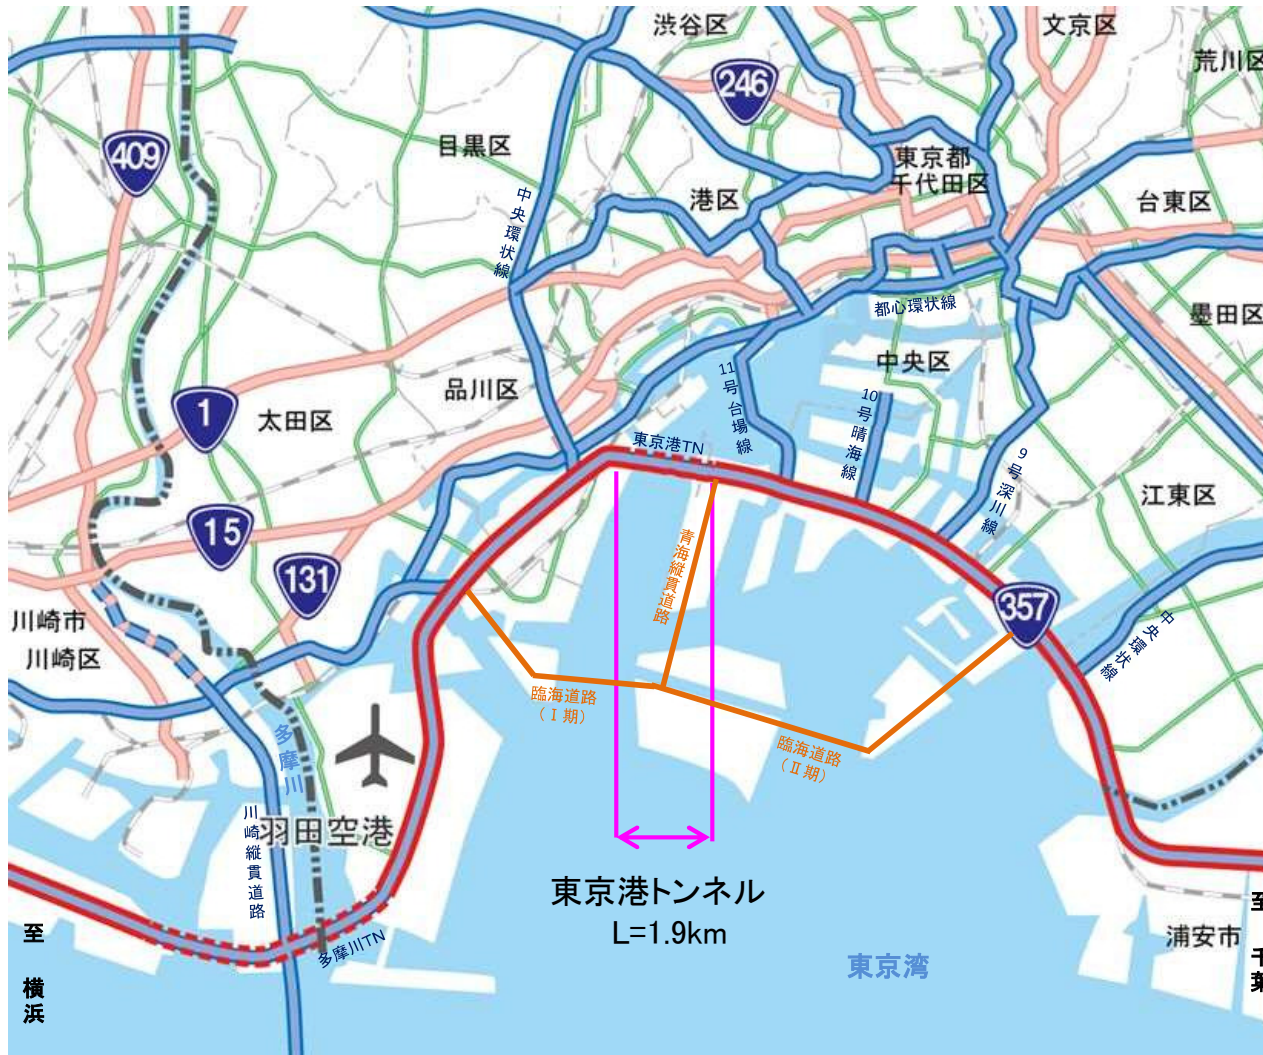 渋谷区
文京区
荒川区
246
409
目黒区
東京都
千代田区
港区
台東区
中央環状線
都心環状線
墨田区
中央区
11号台場線
品川区
10号晴海線
1
太田区
東京港TN
9号深川線
江東区
15
青海縦貫道路
131
357
川崎市
川崎区
中央環状線
臨海道路
(Ⅰ期)
多摩川
臨海道路
(Ⅱ期)
川崎縦貫道路
羽田空港
東京港トンネル
L=1.9km
至 横浜
多摩川TN
東京湾
浦安市
至 千葉